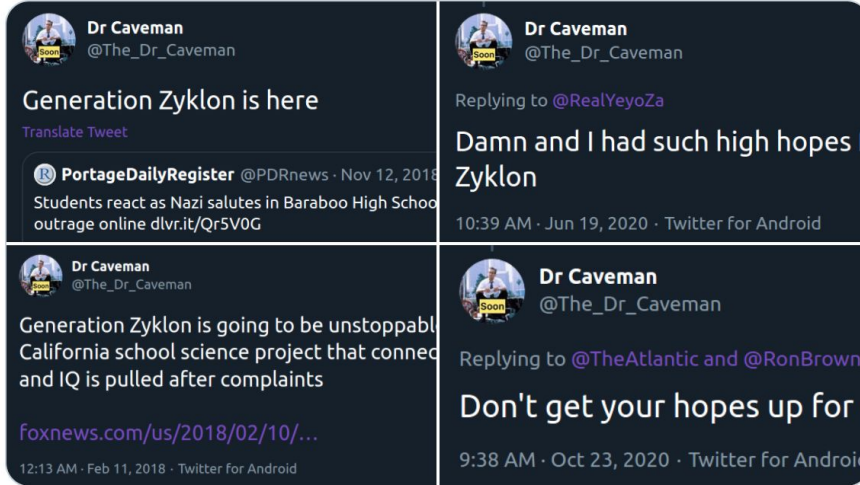 Dr Caveman
@The_Dr_Caveman
Generation Zyklon is here
Translate Tweet
PortageDailyRegister @PDRnews · Nov 12, 2018
Students react as Nazi salutes in Baraboo High Schoo
outrage online dlvr.it/Qr5V0G
Soon
Dr Caveman
@The_Dr_Caveman
Replying to @RealYeyoZa
Damn and I had such high hopes
Zyklon
10:39 AM · Jun 19, 2020 · Twitter for Android
Soon
Dr Caveman
@The_Dr_Caveman
Generation Zyklon is going to be unstoppabl
California school science project that connec
and IQ is pulled after complaints
foxnews.com/us/2018/02/10/…
12:13 AM · Feb 11, 2018 · Twitter for Android
Soon
Dr Caveman
@The_Dr_Caveman
Replying to @TheAtlantic and @RonBrown
Don't get your hopes up for
9:38 AM · Oct 23, 2020 · Twitter for Androi
Soon